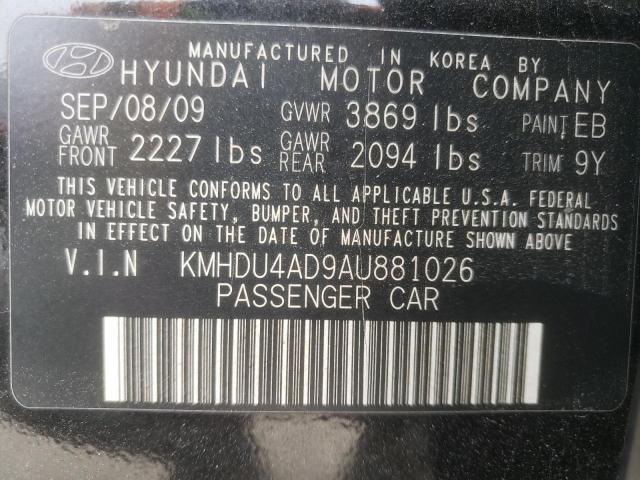 MANUFACTURED IN KOREA BY
HYUNDAI MOTOR COMPANY
SEP/08/09 GVWR 3869 lbs PAINT EB
GAWR FRONT 2227 lbs GAWR REAR 2094 lbs TRIM 9Y
THIS VEHICLE CONFORMS TO ALL APPLICABLE U.S.A. FEDERAL
MOTOR VEHICLE SAFETY, BUMPER, AND THEFT PREVENTION STANDARDS
IN EFFECT ON THE DATE OF MANUFACTURE SHOWN ABOVE
V.I.N KMHDU4AD9AU881026
PASSENGER CAR